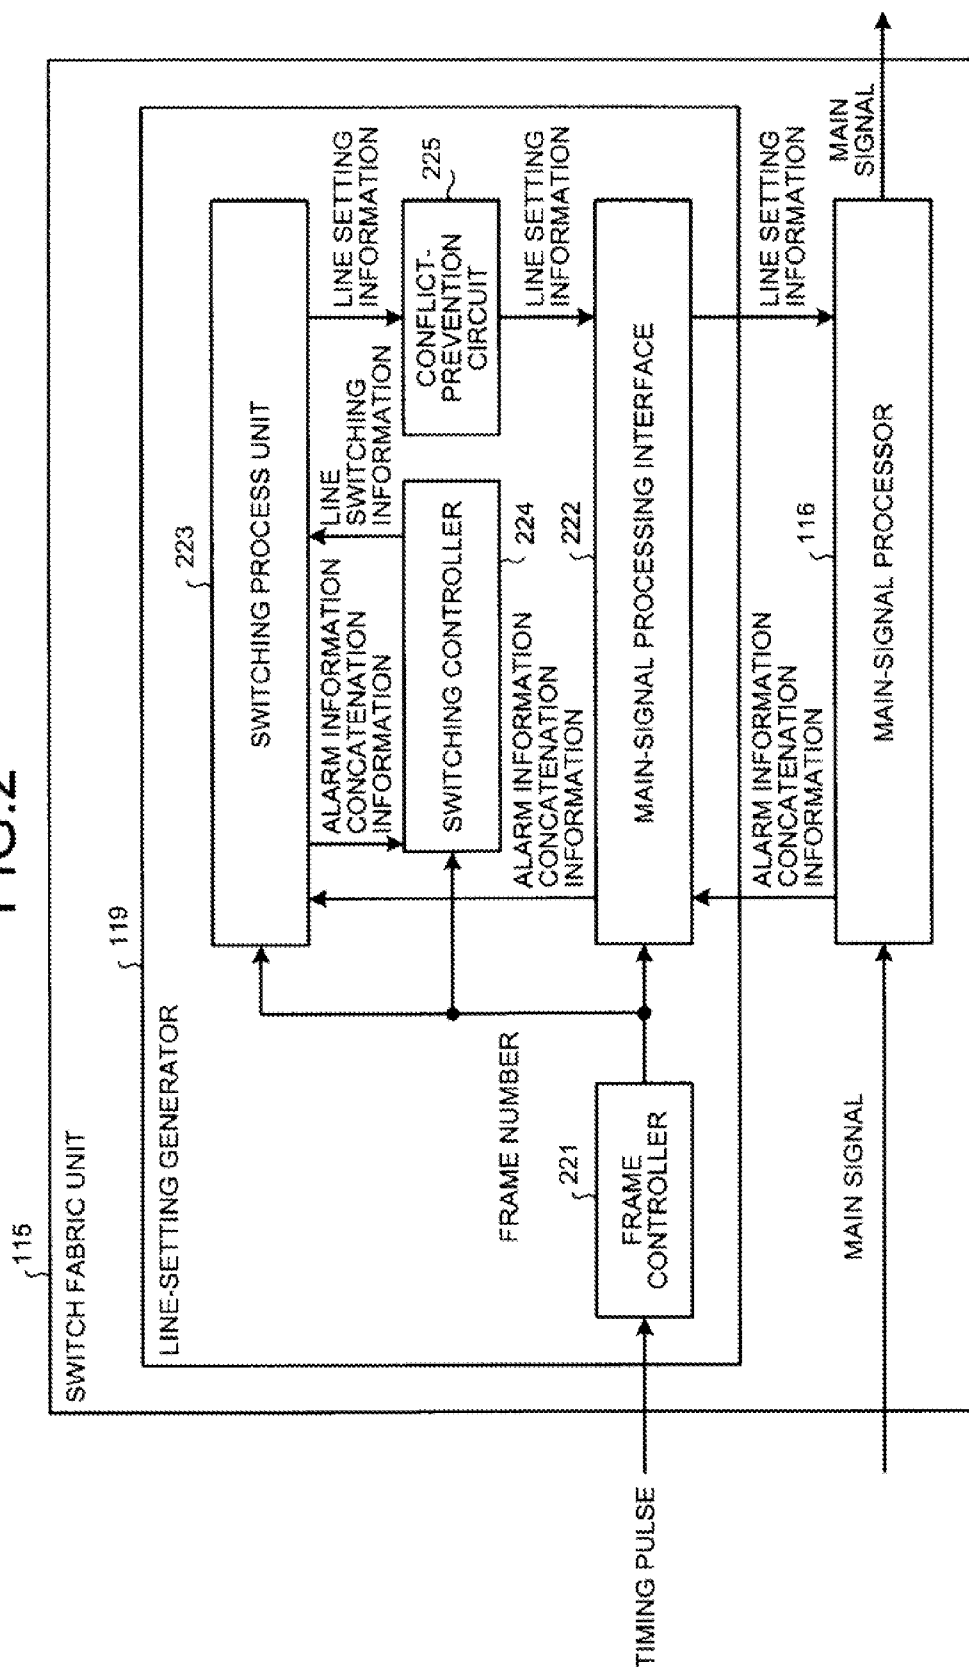 FIG.2
115
SWITCH FABRIC UNIT
119
LINE-SETTING GENERATOR
223
SWITCHING PROCESS UNIT
ALARM INFORMATION
CONCATENATION
INFORMATION
LINE
SWITCHING
INFORMATION
LINE SETTING
INFORMATION
SWITCHING CONTROLLER
224
CONFLICT-
PREVENTION
CIRCUIT
225
FRAME NUMBER
ALARM INFORMATION
CONCATENATION
INFORMATION
222
LINE SETTING
INFORMATION
221
FRAME
CONTROLLER
MAIN-SIGNAL PROCESSING INTERFACE
TIMING PULSE
ALARM INFORMATION
CONCATENATION
INFORMATION
116
LINE SETTING
INFORMATION
MAIN SIGNAL
MAIN-SIGNAL PROCESSOR
MAIN
SIGNAL